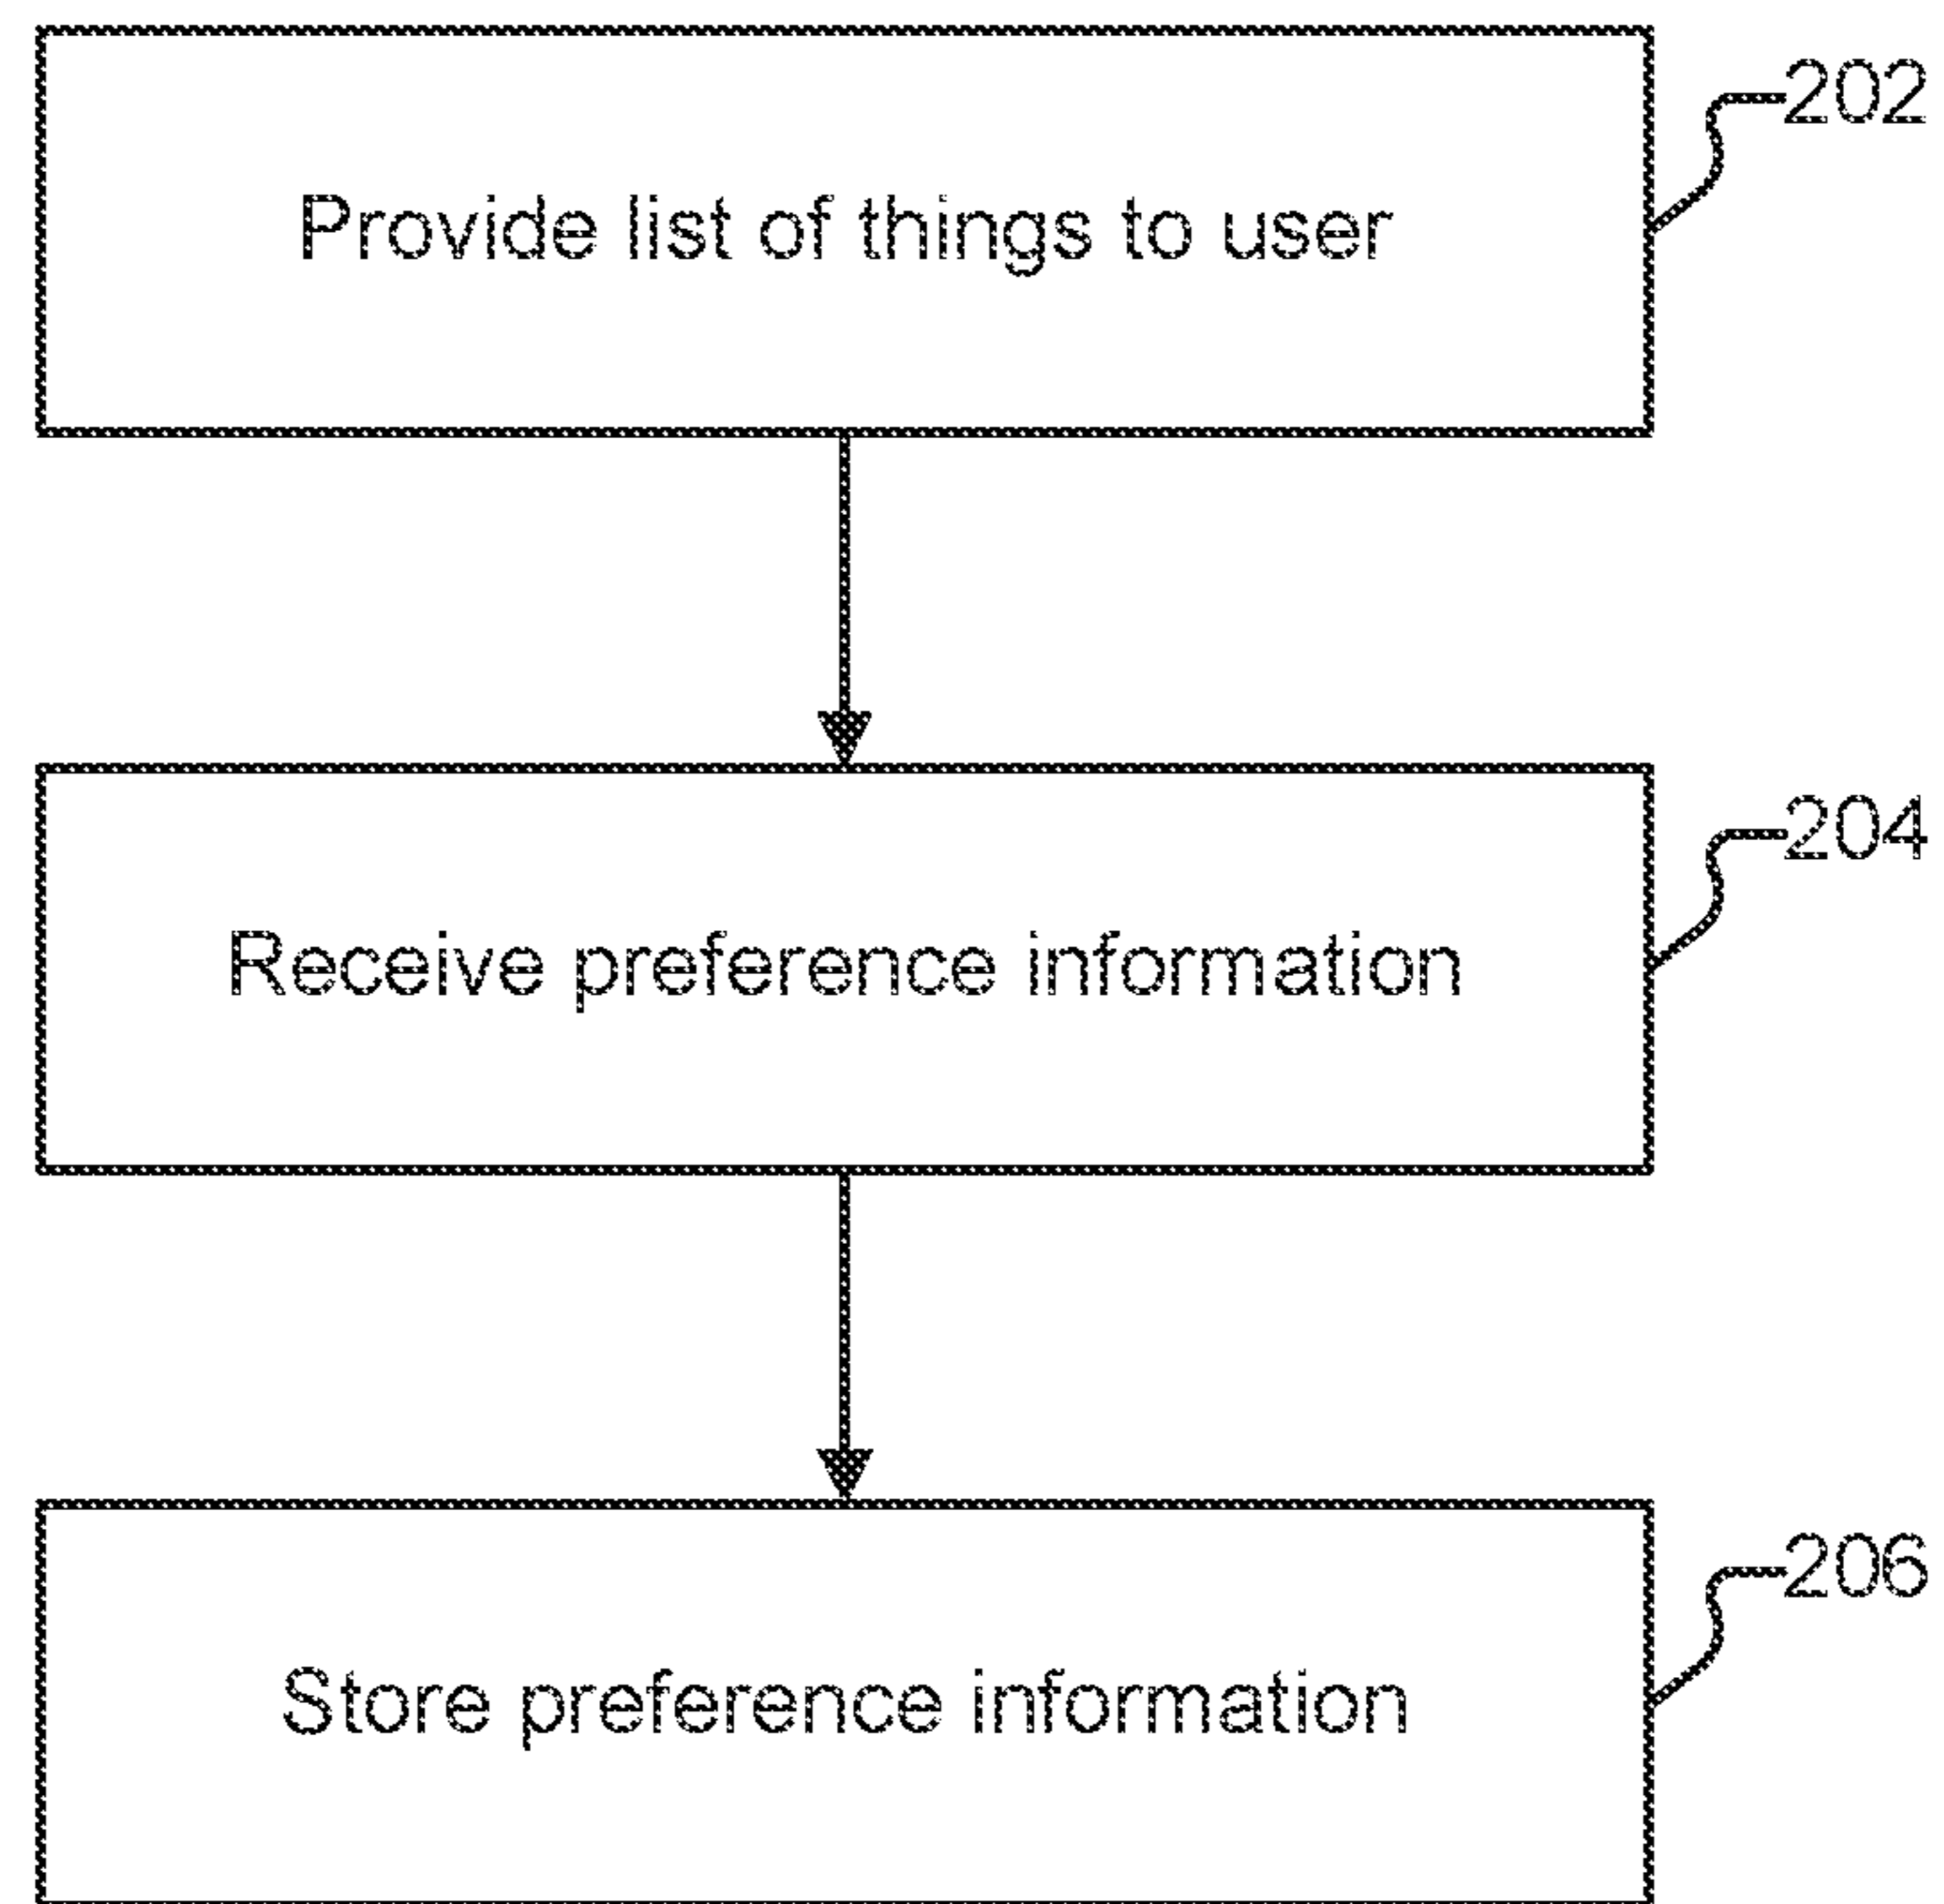 202
Provide list of things to user
204
Receive preference information
206
Store preference information